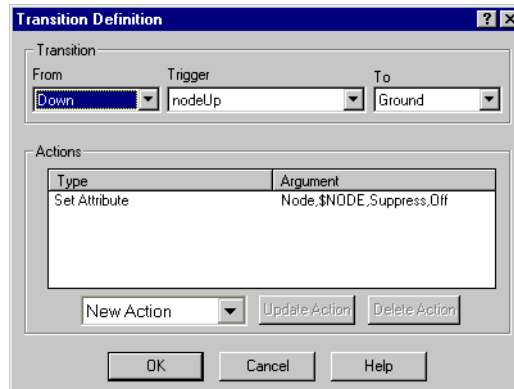 Transition Definition
Transition
From Trigger To
Down nodeUp Ground
Actions
Type Argument
Set Attribute Node,$NODE,Suppress,Off
New Action Update Action Delete Action
OK Cancel Help